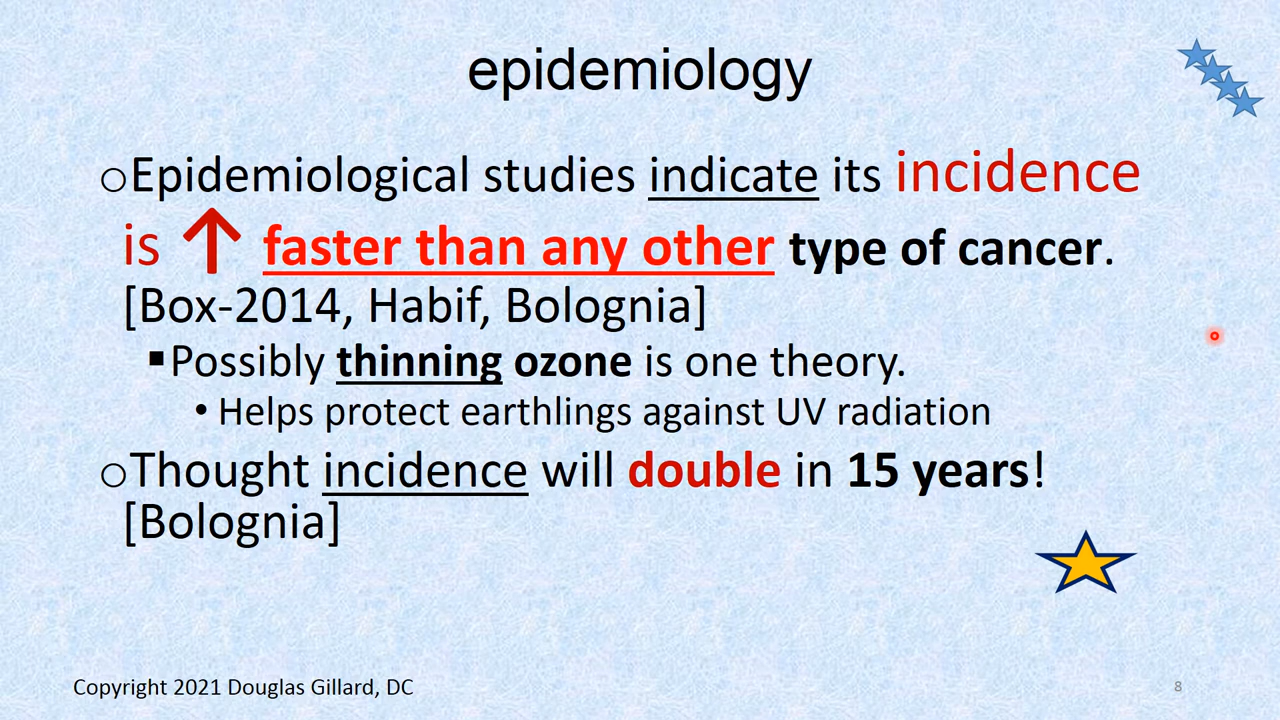 epidemiology
oEpidemiological studies indicate its incidence
is ↑ faster than any other type of cancer.
[Box-2014, Habif, Bolognia]
▪Possibly thinning ozone is one theory.
• Helps protect earthlings against UV radiation
oThought incidence will double in 15 years!
[Bolognia]
Copyright 2021 Douglas Gillard, DC
8